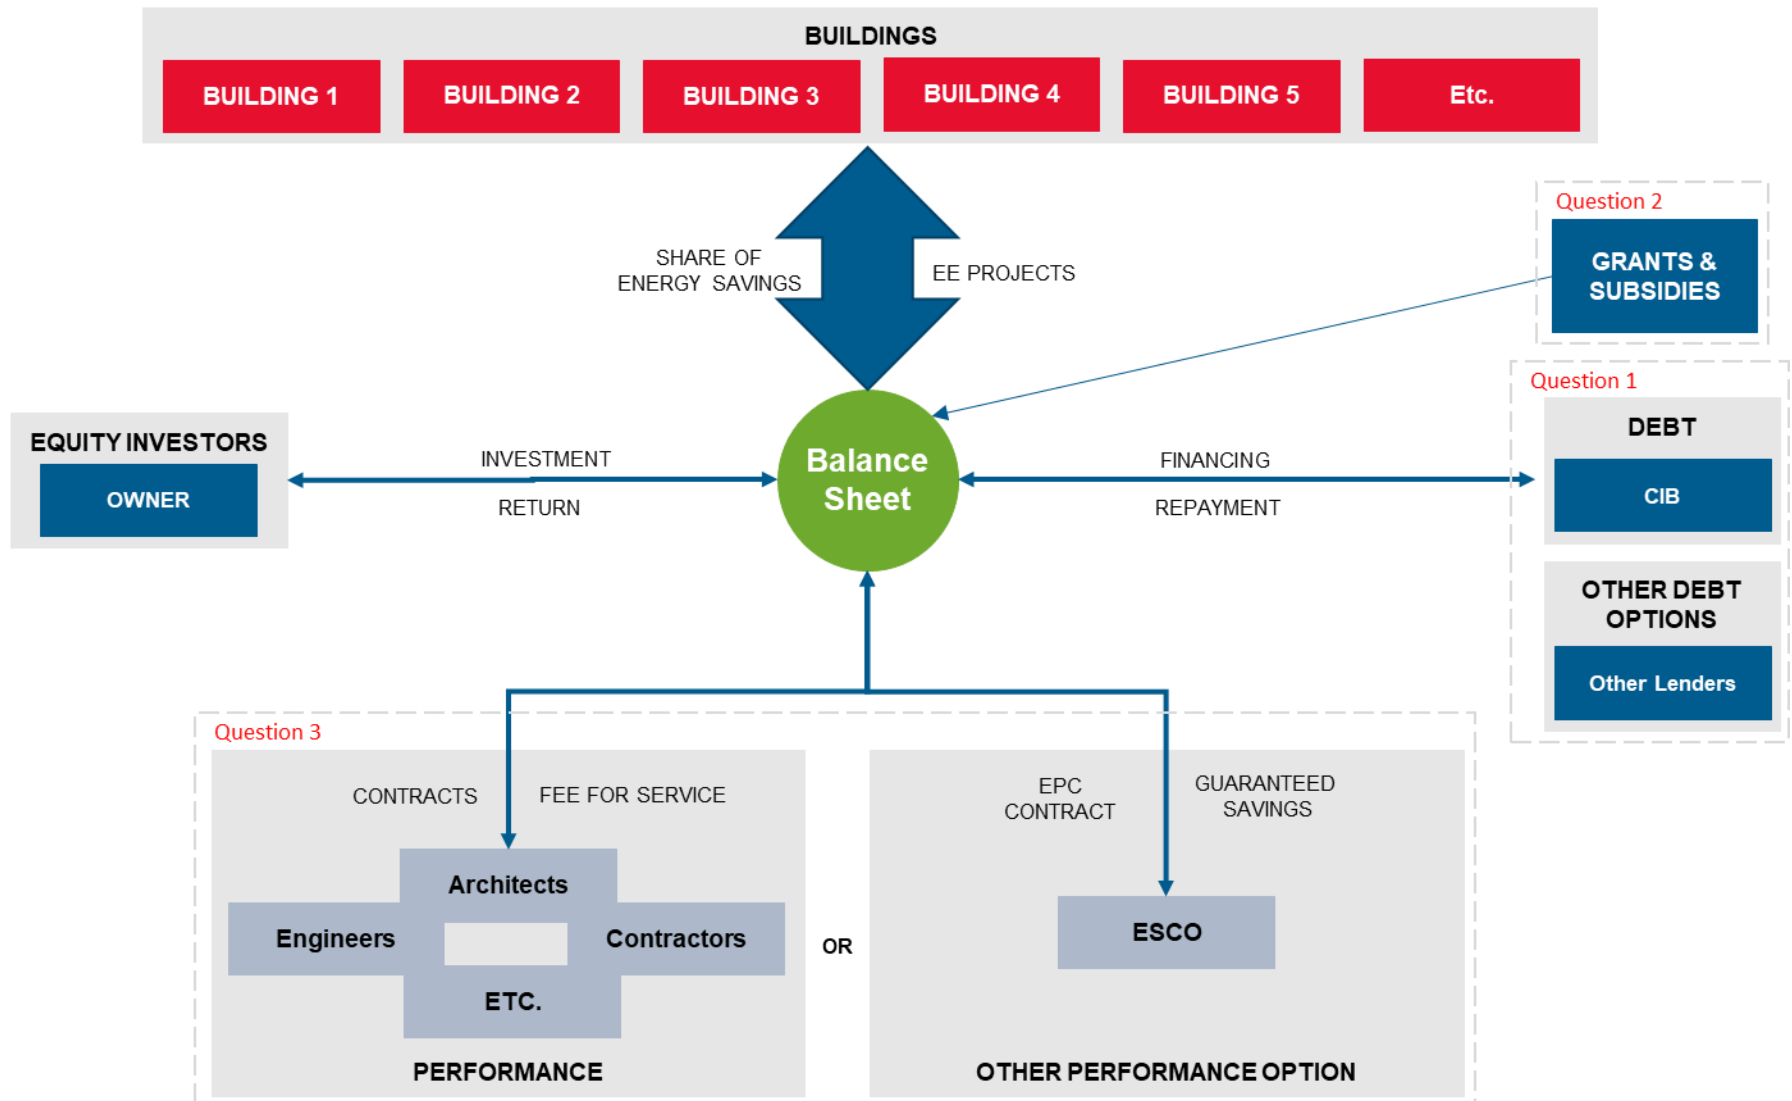 BUILDINGS
BUILDING 1
BUILDING 2
BUILDING 3
BUILDING 4
BUILDING 5
Etc.
SHARE OF
ENERGY SAVINGS
EE PROJECTS
Question 2
GRANTS &
SUBSIDIES
Question 1
DEBT
CIB
OTHER DEBT
OPTIONS
Other Lenders
EQUITY INVESTORS
OWNER
INVESTMENT
RETURN
Balance
Sheet
FINANCING
REPAYMENT
Question 3
CONTRACTS
FEE FOR SERVICE
Architects
Engineers
Contractors
ETC.
PERFORMANCE
OR
EPC
CONTRACT
GUARANTEED
SAVINGS
ESCO
OTHER PERFORMANCE OPTION